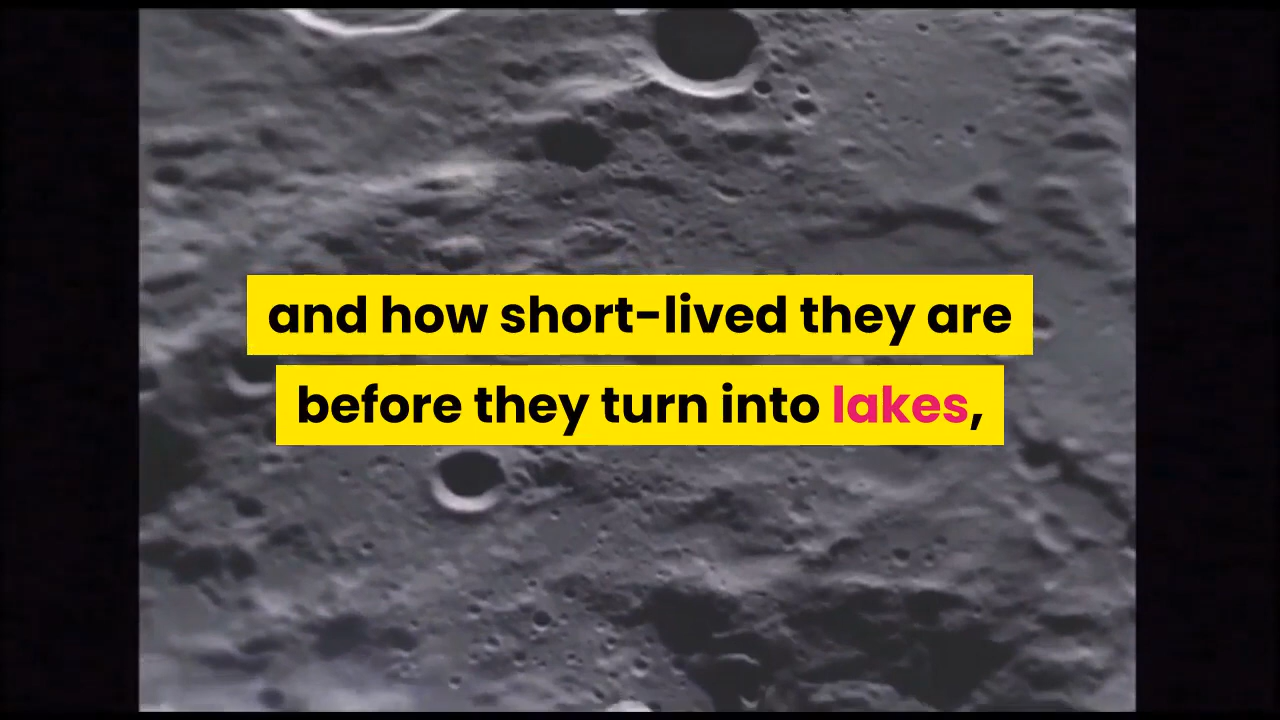 and how short-lived they are
before they turn into lakes,